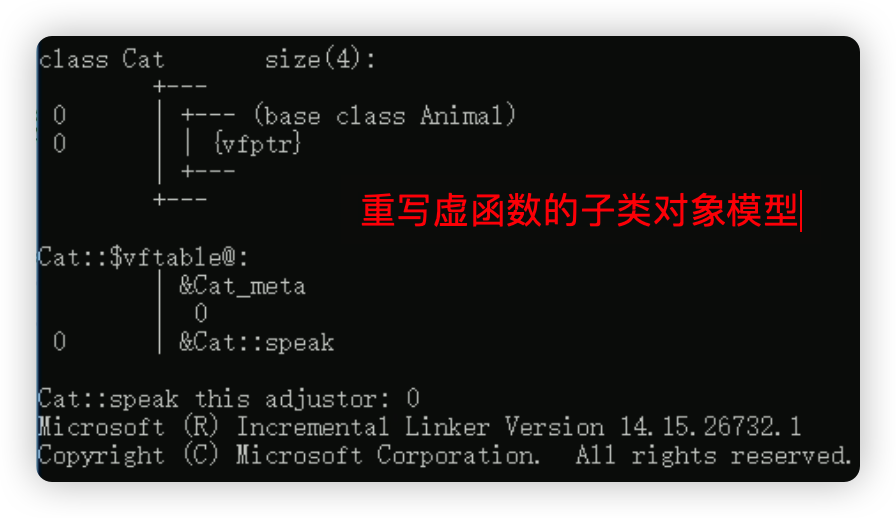 class Cat size(4):
+---
0 | +--- (base class Animal)
0 | | {vfptr}
| +---
+---
重写虚函数的子类对象模型
Cat::$vftable@:
| &Cat_meta
| 0
0 | &Cat::speak
Cat::speak this adjustor: 0
Microsoft (R) Incremental Linker Version 14.15.26732.1
Copyright (C) Microsoft Corporation. All rights reserved.